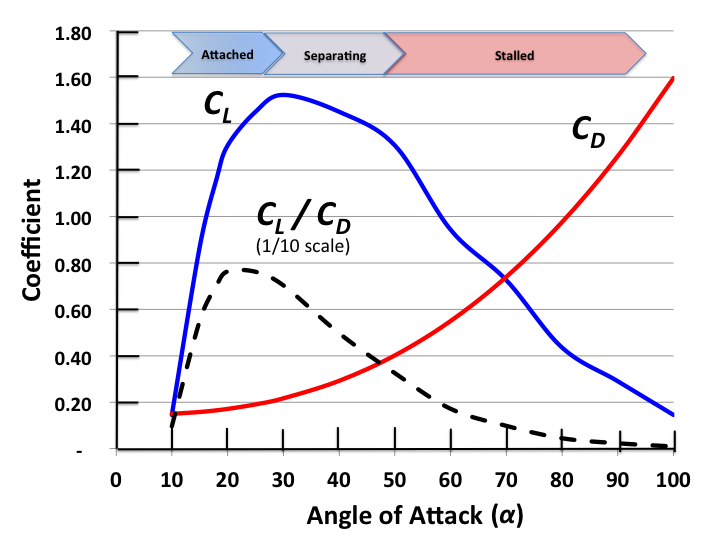 1.80
1.60
1.40
1.20
1.00
0.80
0.60
0.40
0.20
-
Coefficient
Attached
Separating
Stalled
C_L
C_D
C_L / C_D
(1/10 scale)
0 10 20 30 40 50 60 70 80 90 100
Angle of Attack (α)